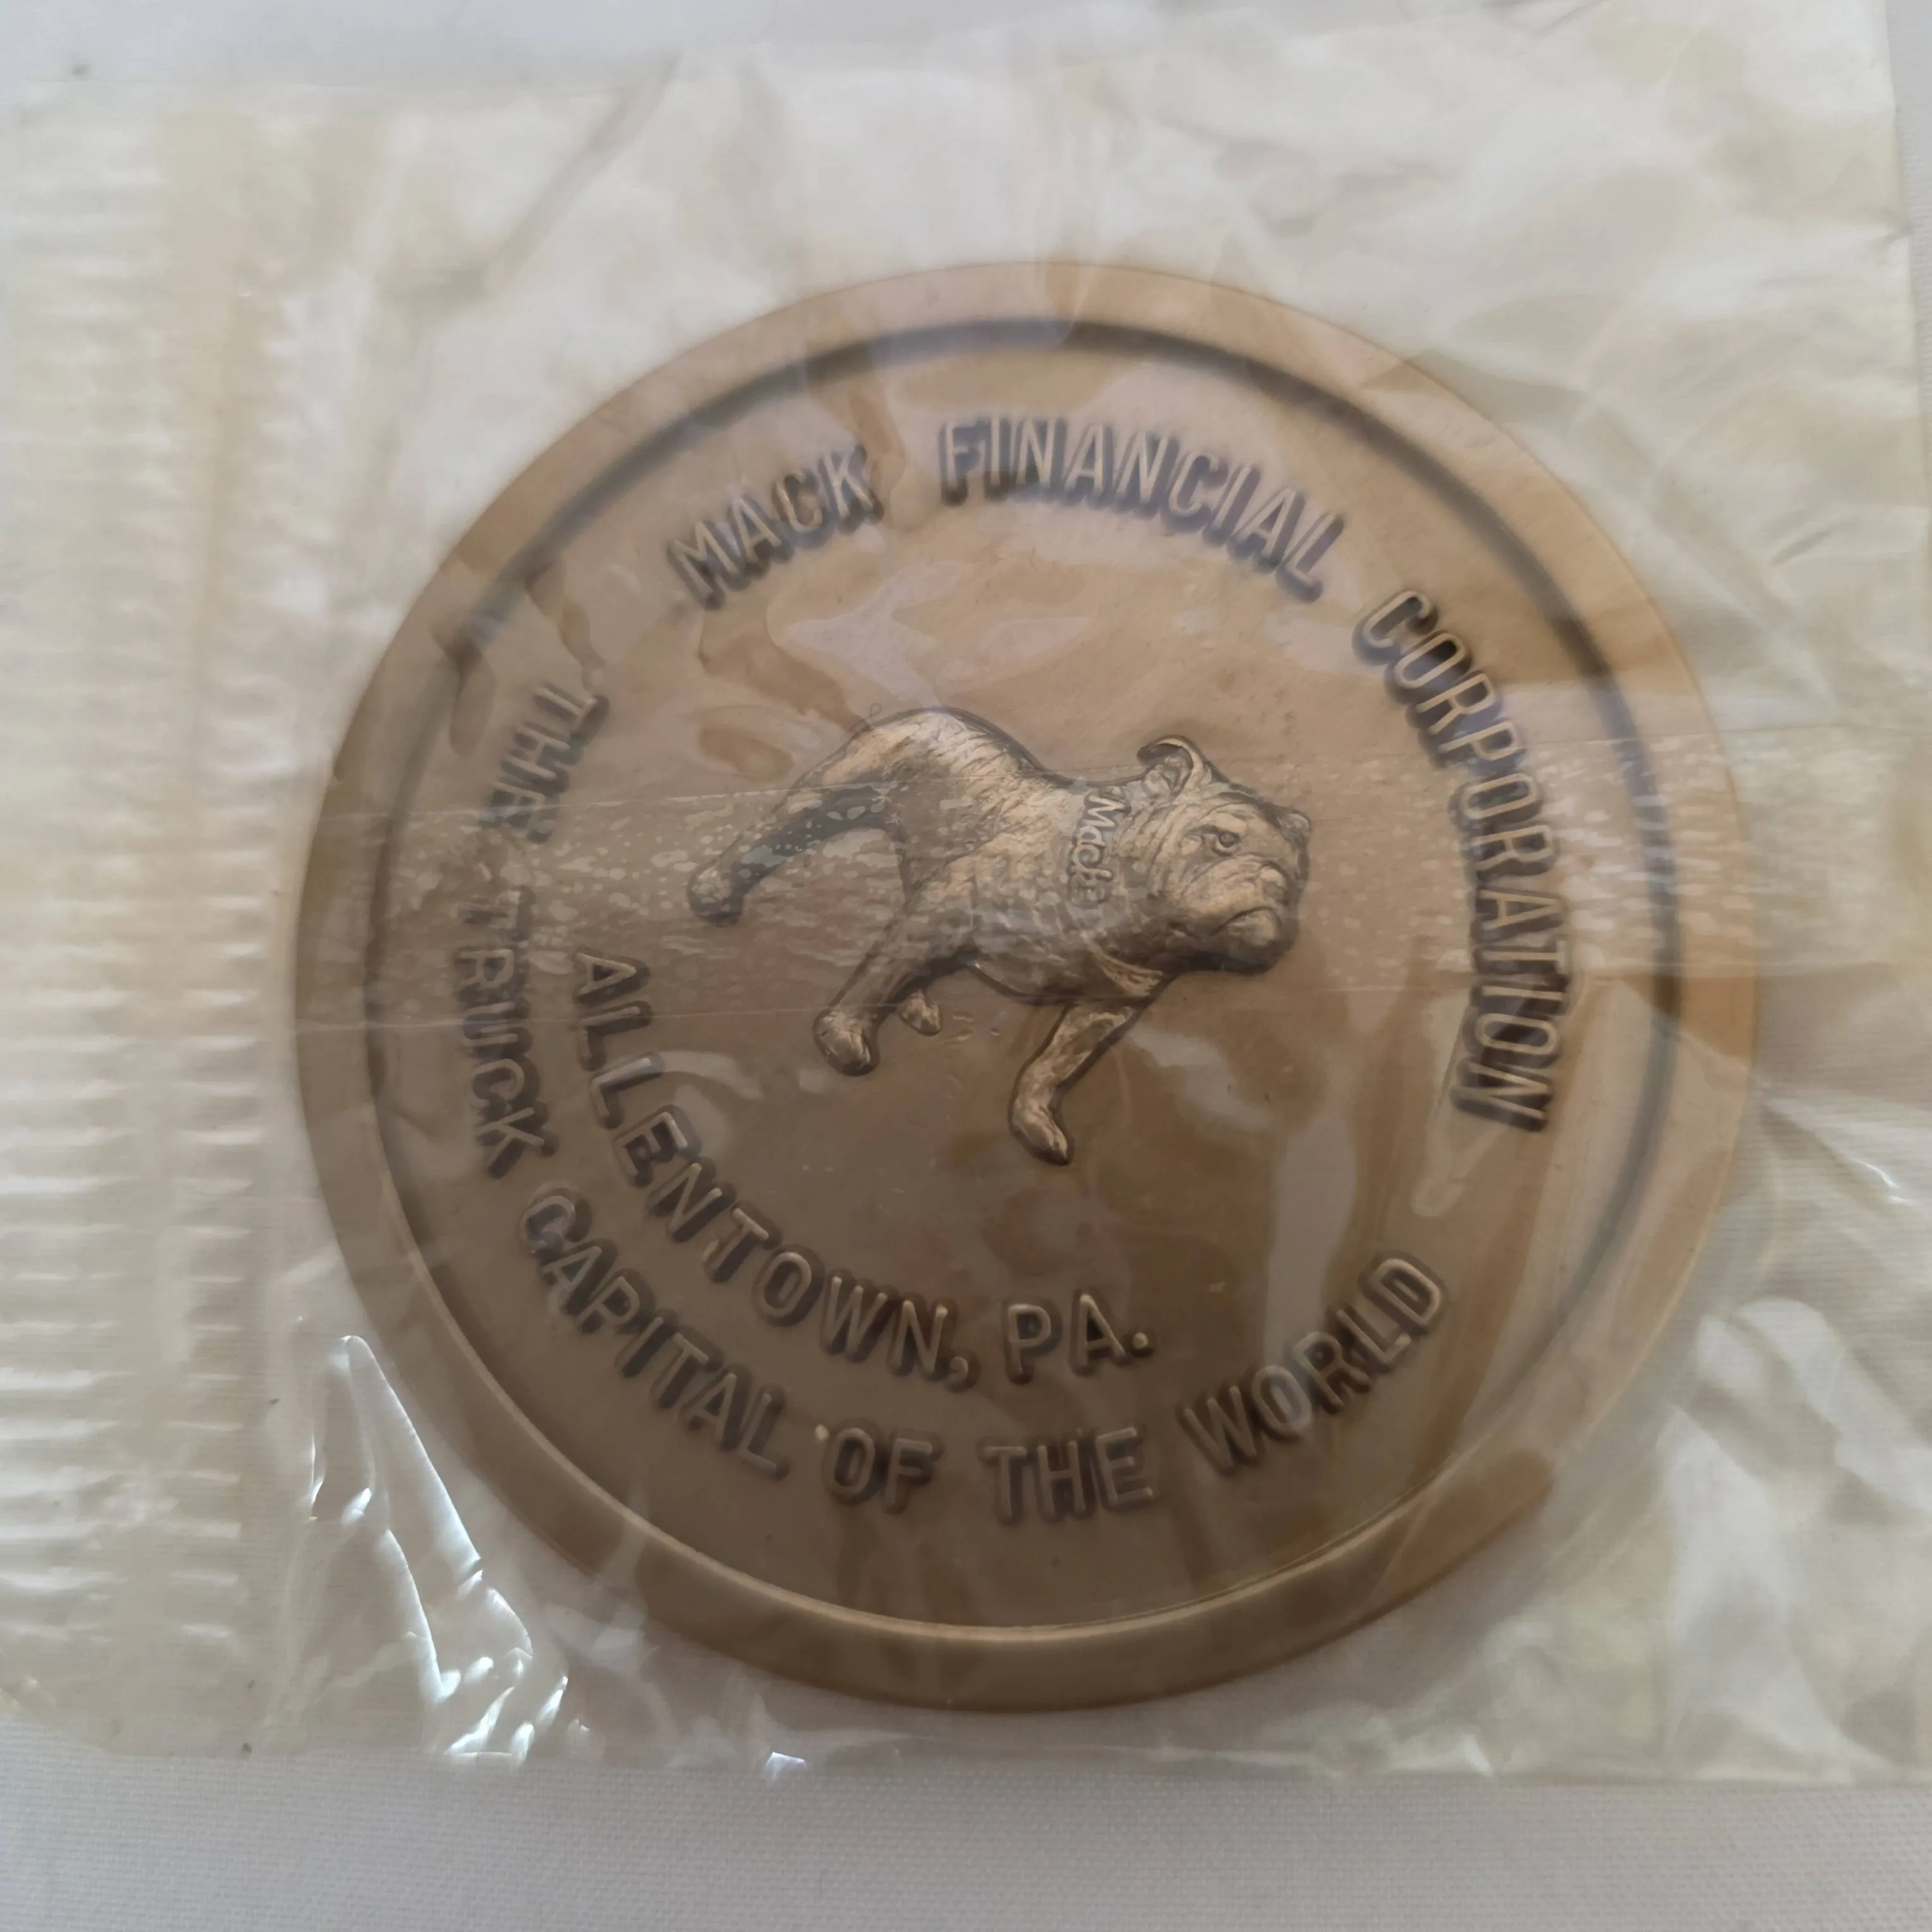 MACK FINANCIAL CORPORATION
Mack
ALLENTOWN, PA.
THE TRUCK CAPITAL OF THE WORLD